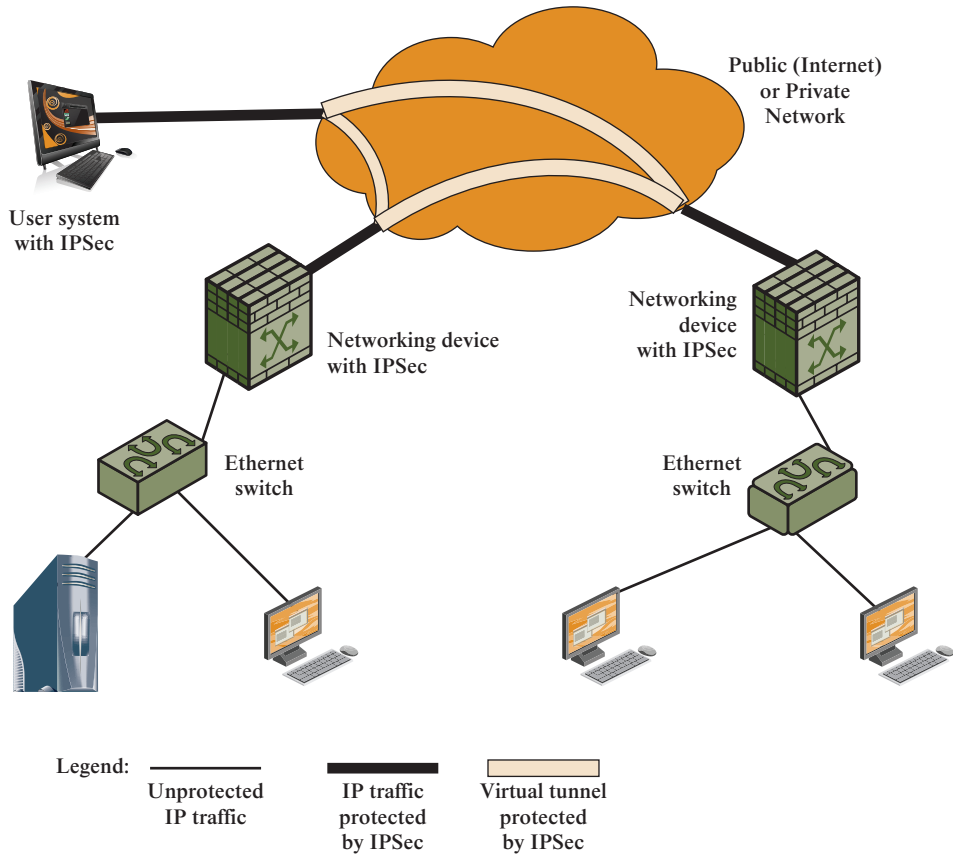 Public (Internet)
or Private
Network
User system
with IPSec
Networking device
with IPSec
Networking
device
with IPSec
Ethernet
switch
Ethernet
switch
Legend:
Unprotected
IP traffic
IP traffic
protected
by IPSec
Virtual tunnel
protected
by IPSec